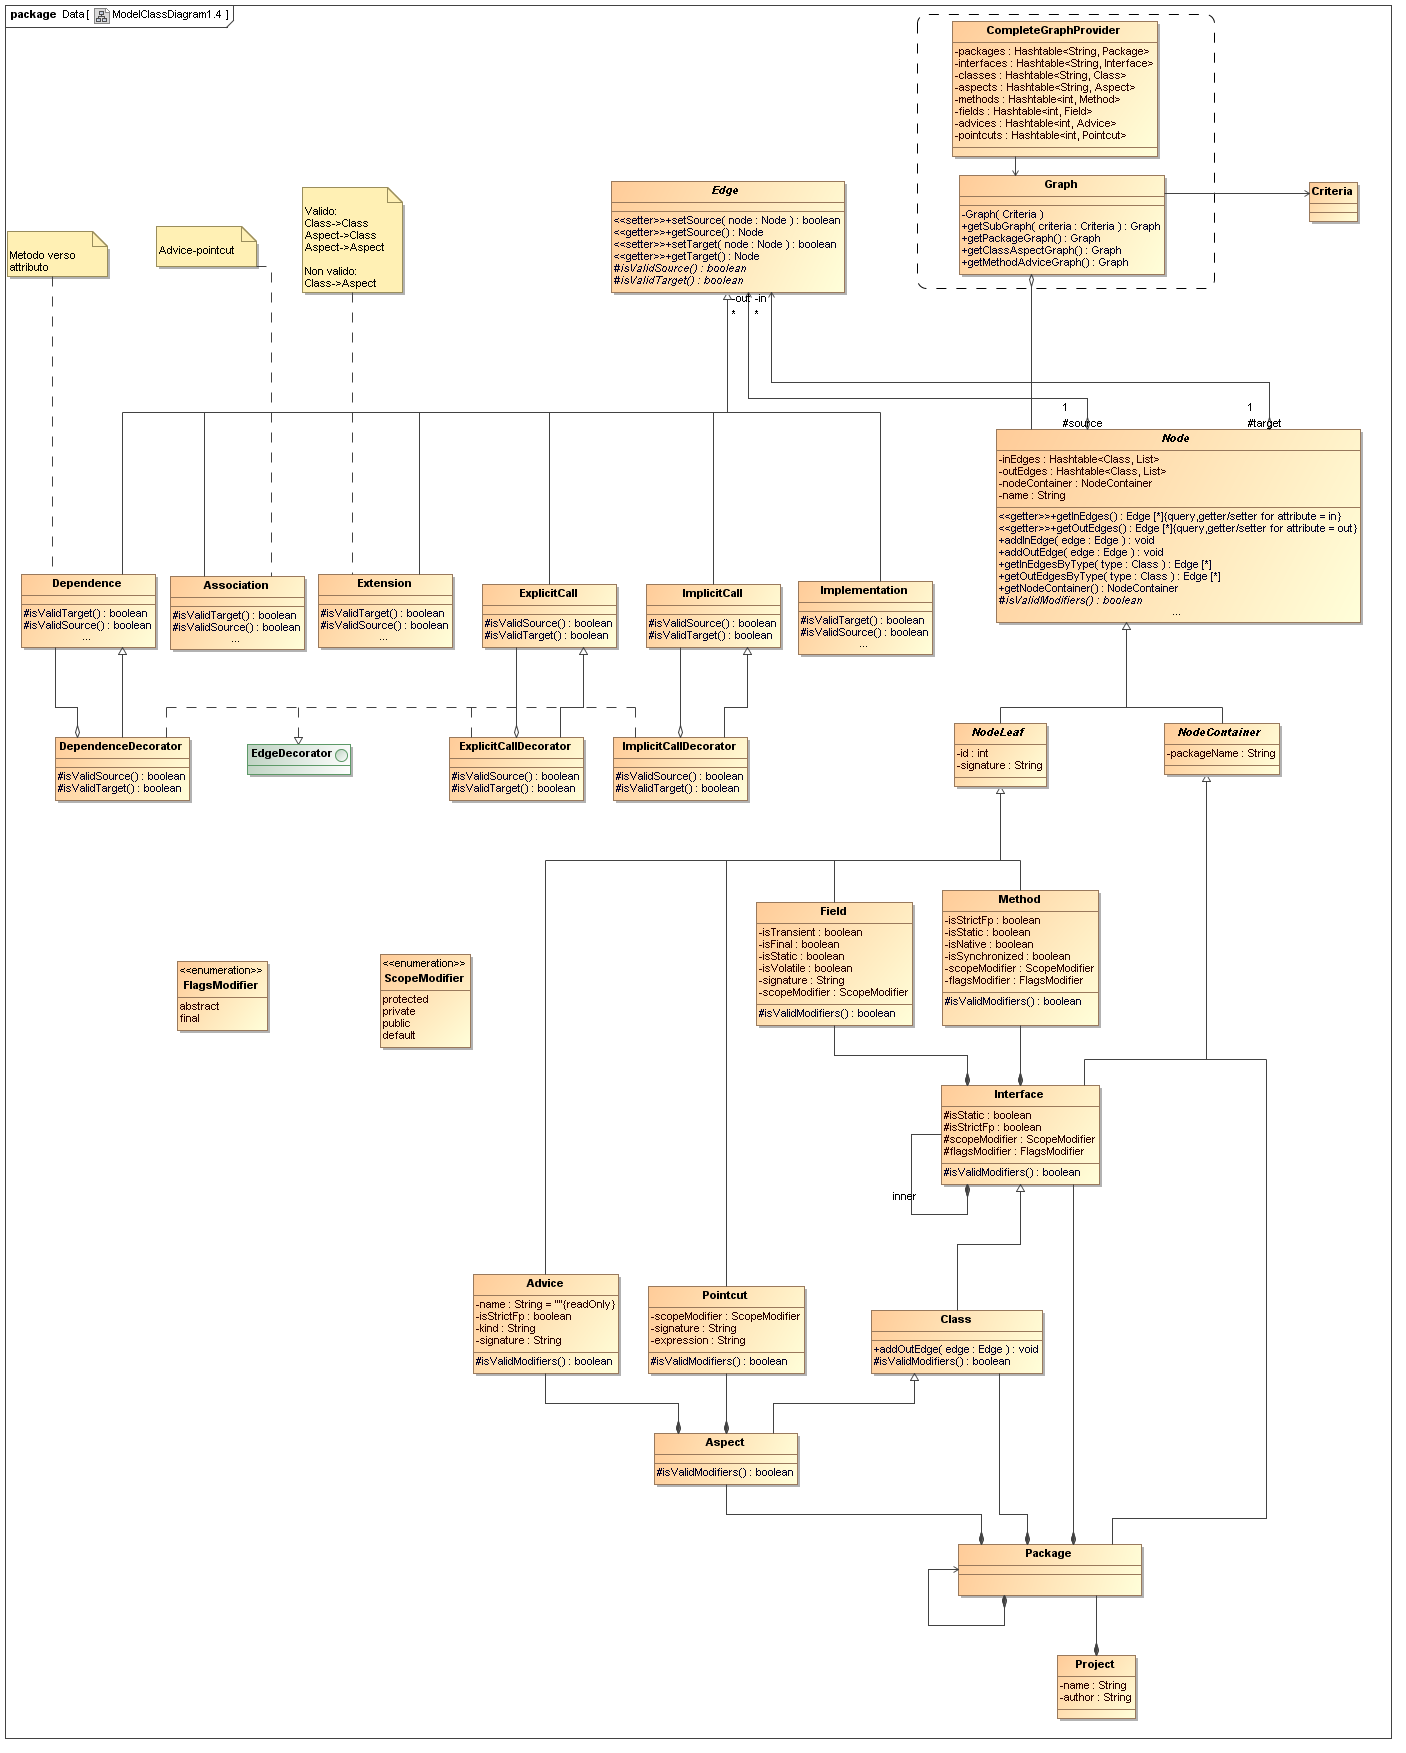 package Data[ ModelClassDiagram1.4 ]
CompleteGraphProvider
-packages : Hashtable<String, Package>
-interfaces : Hashtable<String, Interface>
-classes : Hashtable<String, Class>
-aspects : Hashtable<String, Aspect>
-methods : Hashtable<int, Method>
-fields : Hashtable<int, Field>
-advices : Hashtable<int, Advice>
-pointcuts : Hashtable<int, Pointcut>
Graph
-Graph( Criteria )
+getSubGraph( criteria : Criteria ) : Graph
+getPackageGraph() : Graph
+getClassAspectGraph() : Graph
+getMethodAdviceGraph() : Graph
Criteria
Edge
<<setter>>+setSource( node : Node ) : boolean
<<getter>>+getSource() : Node
<<setter>>+setTarget( node : Node ) : boolean
<<getter>>+getTarget() : Node
#isValidSource() : boolean
#isValidTarget() : boolean
Metodo verso
attributo
Advice-pointcut
Valido:
Class->Class
Aspect->Class
Aspect->Aspect
Non valido:
Class->Aspect
-out
-in
*
*
1
#source
1
#target
Node
-inEdges : Hashtable<Class, List>
-outEdges : Hashtable<Class, List>
-nodeContainer : NodeContainer
-name : String
<<getter>>+getInEdges() : Edge [*]{query,getter/setter for attribute = in}
<<getter>>+getOutEdges() : Edge [*]{query,getter/setter for attribute = out}
+addInEdge( edge : Edge ) : void
+addOutEdge( edge : Edge ) : void
+getInEdgesByType( type : Class ) : Edge [*]
+getOutEdgesByType( type : Class ) : Edge [*]
+getNodeContainer() : NodeContainer
#isValidModifiers() : boolean
...
Dependence
#isValidTarget() : boolean
#isValidSource() : boolean
...
Association
#isValidTarget() : boolean
#isValidSource() : boolean
...
Extension
#isValidTarget() : boolean
#isValidSource() : boolean
...
ExplicitCall
#isValidSource() : boolean
#isValidTarget() : boolean
ImplicitCall
#isValidSource() : boolean
#isValidTarget() : boolean
Implementation
#isValidTarget() : boolean
#isValidSource() : boolean
...
DependenceDecorator
#isValidSource() : boolean
#isValidTarget() : boolean
EdgeDecorator
ExplicitCallDecorator
#isValidSource() : boolean
#isValidTarget() : boolean
ImplicitCallDecorator
#isValidSource() : boolean
#isValidTarget() : boolean
NodeLeaf
-id : int
-signature : String
NodeContainer
-packageName : String
Field
-isTransient : boolean
-isFinal : boolean
-isStatic : boolean
-isVolatile : boolean
-signature : String
-scopeModifier : ScopeModifier
#isValidModifiers() : boolean
Method
-isStrictFp : boolean
-isStatic : boolean
-isNative : boolean
-isSynchronized : boolean
-scopeModifier : ScopeModifier
-flagsModifier : FlagsModifier
#isValidModifiers() : boolean
<<enumeration>>
FlagsModifier
abstract
final
<<enumeration>>
ScopeModifier
protected
private
public
default
Interface
#isStatic : boolean
#isStrictFp : boolean
#scopeModifier : ScopeModifier
#flagsModifier : FlagsModifier
#isValidModifiers() : boolean
inner
Advice
-name : String = ""{readOnly}
-isStrictFp : boolean
-kind : String
-signature : String
#isValidModifiers() : boolean
Pointcut
-scopeModifier : ScopeModifier
-signature : String
-expression : String
#isValidModifiers() : boolean
Class
+addOutEdge( edge : Edge ) : void
#isValidModifiers() : boolean
Aspect
#isValidModifiers() : boolean
Package
Project
-name : String
-author : String